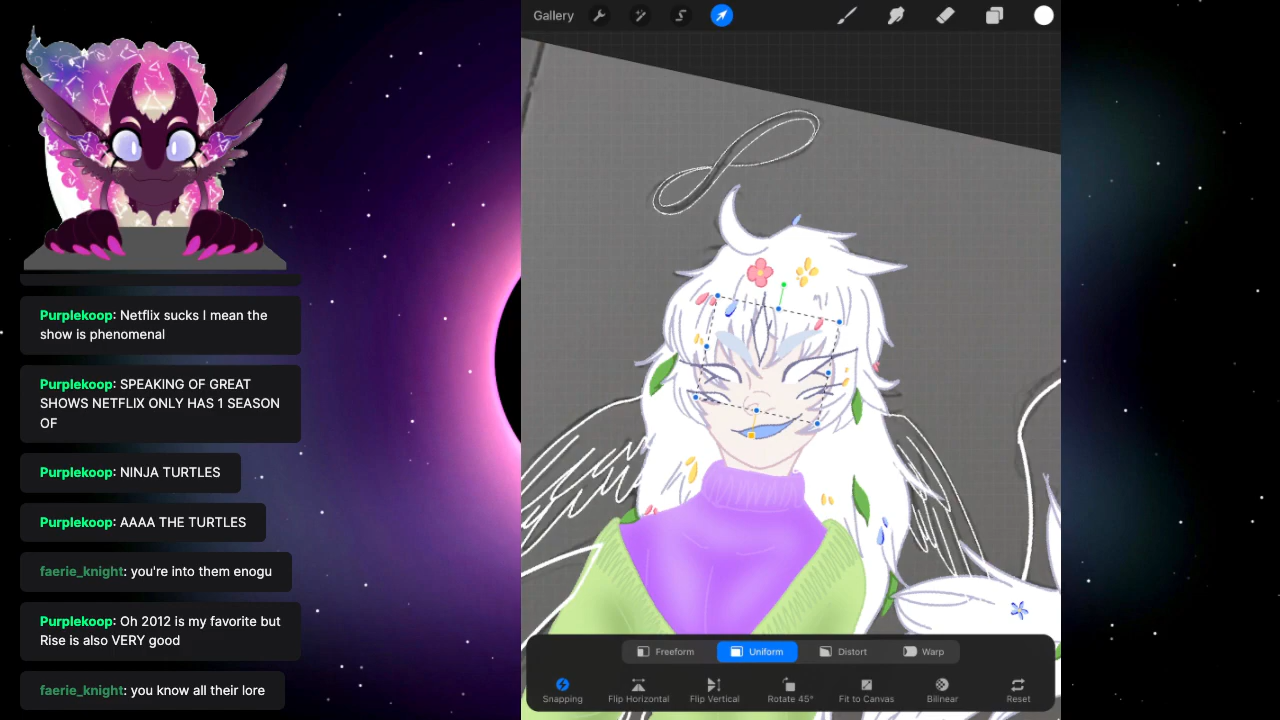 Gallery
Purplekoop: Netflix sucks I mean the
show is phenomenal
Purplekoop: SPEAKING OF GREAT
SHOWS NETFLIX ONLY HAS 1 SEASON
OF
Purplekoop: NINJA TURTLES
Purplekoop: AAAA THE TURTLES
faerie_knight: you're into them enogu
Purplekoop: Oh 2012 is my favorite but
Rise is also VERY good
faerie_knight: you know all their lore
Freeform Uniform Distort Warp
Snapping Flip Horizontal Flip Vertical Rotate 45° Fit to Canvas Bilinear Reset